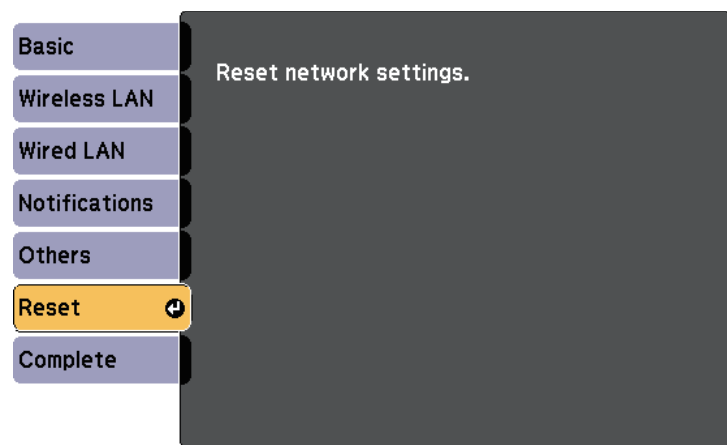 Basic
Wireless LAN
Wired LAN
Notifications
Others
Reset
Complete
Reset network settings.